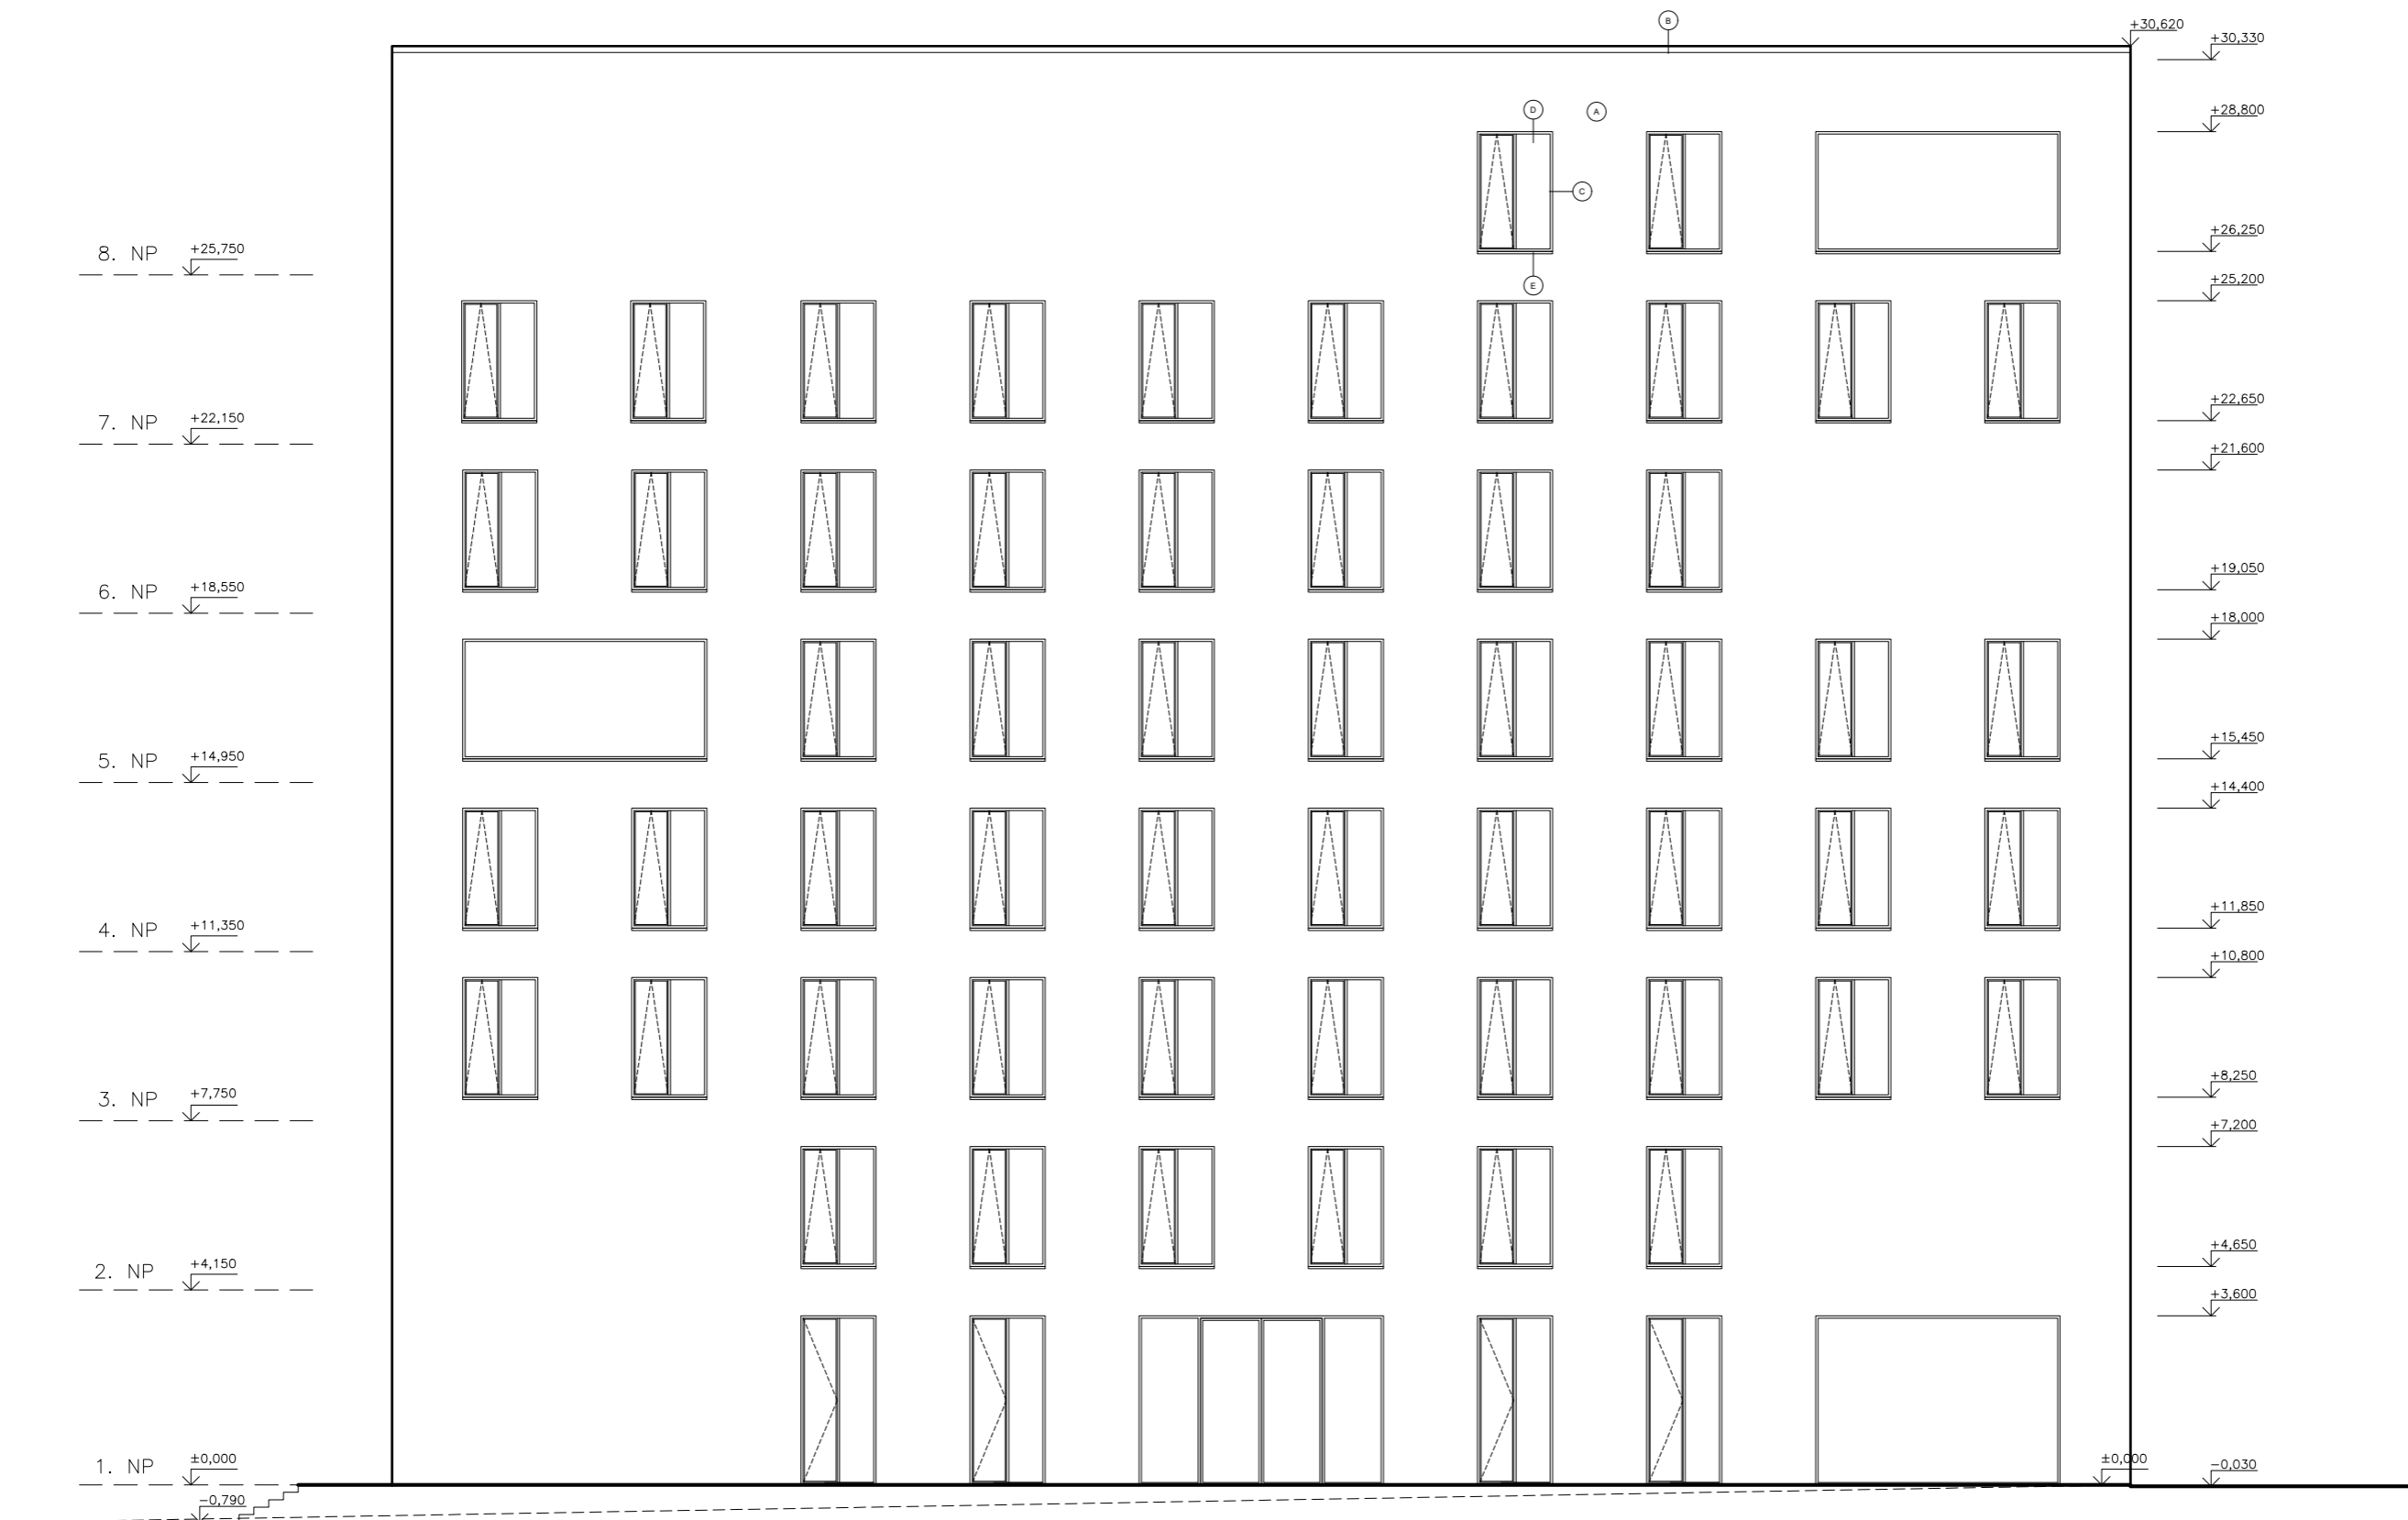 B
+30,620
+30,330
D
A
+28,800
C
8. NP +25,750
+26,250
E
+25,200
7. NP +22,150
+22,650
+21,600
6. NP +18,550
+19,050
+18,000
5. NP +14,950
+15,450
+14,400
4. NP +11,350
+11,850
+10,800
3. NP +7,750
+8,250
+7,200
2. NP +4,150
+4,650
+3,600
1. NP ±0,000
±0,000
−0,030
−0,790